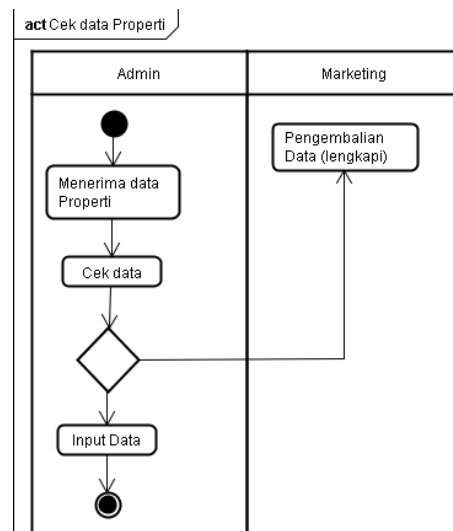 act Cek data Properti
Admin
Marketing
Pengembalian
Data (lengkapi)
Menerima data
Properti
Cek data
Input Data